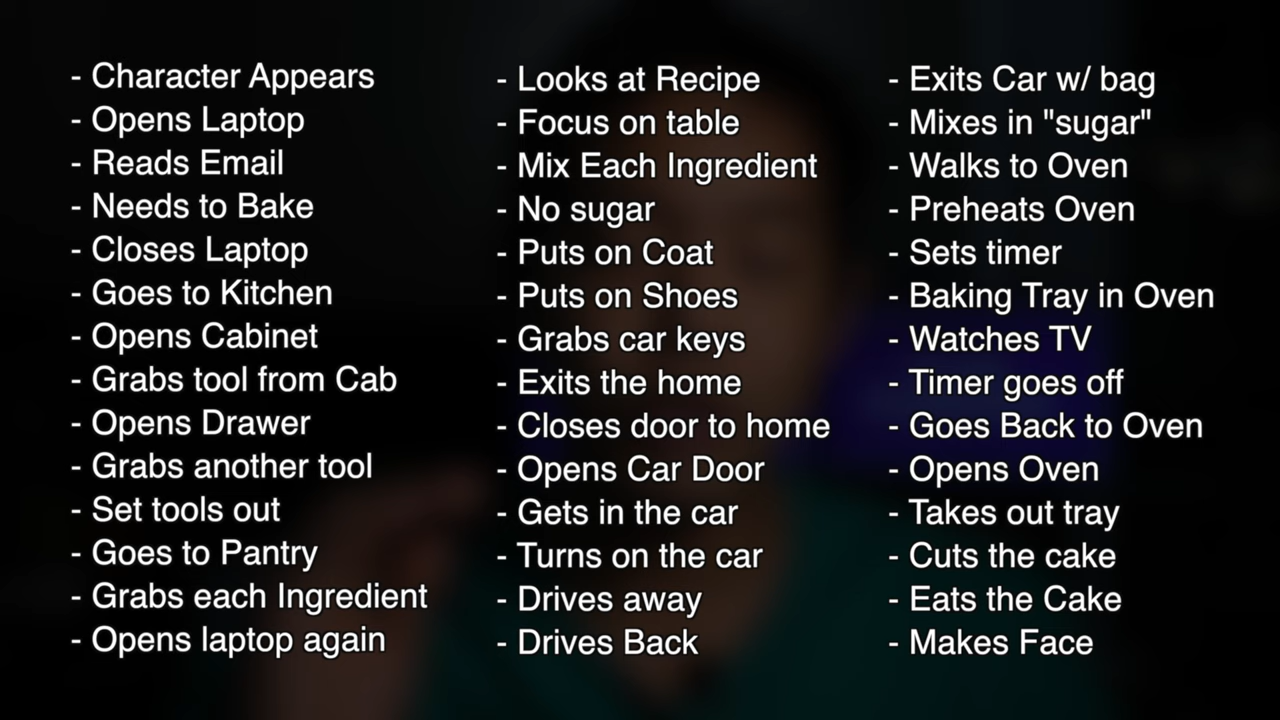 - Character Appears
- Opens Laptop
- Reads Email
- Needs to Bake
- Closes Laptop
- Goes to Kitchen
- Opens Cabinet
- Grabs tool from Cab
- Opens Drawer
- Grabs another tool
- Set tools out
- Goes to Pantry
- Grabs each Ingredient
- Opens laptop again
- Looks at Recipe
- Focus on table
- Mix Each Ingredient
- No sugar
- Puts on Coat
- Puts on Shoes
- Grabs car keys
- Exits the home
- Closes door to home
- Opens Car Door
- Gets in the car
- Turns on the car
- Drives away
- Drives Back
- Exits Car w/ bag
- Mixes in "sugar"
- Walks to Oven
- Preheats Oven
- Sets timer
- Baking Tray in Oven
- Watches TV
- Timer goes off
- Goes Back to Oven
- Opens Oven
- Takes out tray
- Cuts the cake
- Eats the Cake
- Makes Face